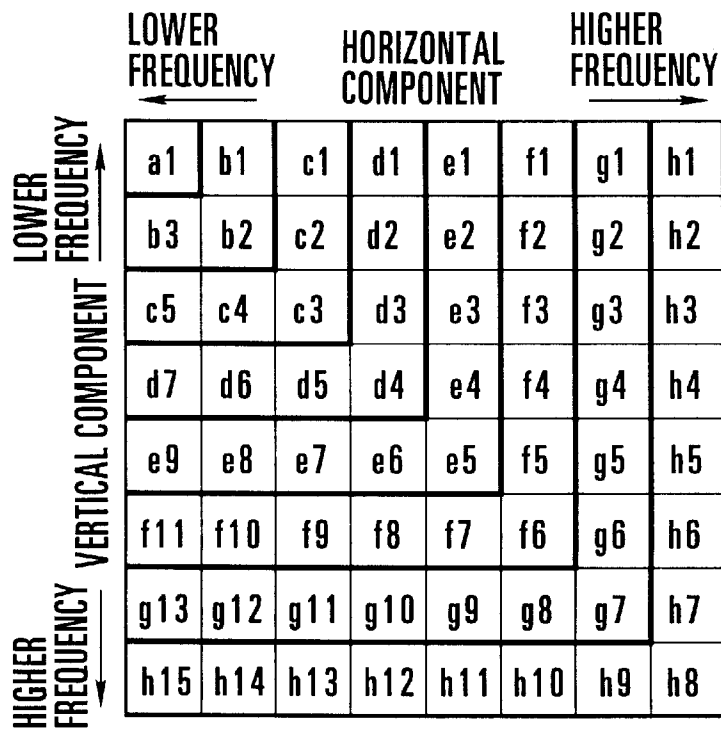 LOWER FREQUENCY
HORIZONTAL COMPONENT
HIGHER FREQUENCY
LOWER FREQUENCY
VERTICAL COMPONENT
HIGHER FREQUENCY
a1 b1 c1 d1 e1 f1 g1 h1
b3 b2 c2 d2 e2 f2 g2 h2
c5 c4 c3 d3 e3 f3 g3 h3
d7 d6 d5 d4 e4 f4 g4 h4
e9 e8 e7 e6 e5 f5 g5 h5
f11 f10 f9 f8 f7 f6 g6 h6
g13 g12 g11 g10 g9 g8 g7 h7
h15 h14 h13 h12 h11 h10 h9 h8